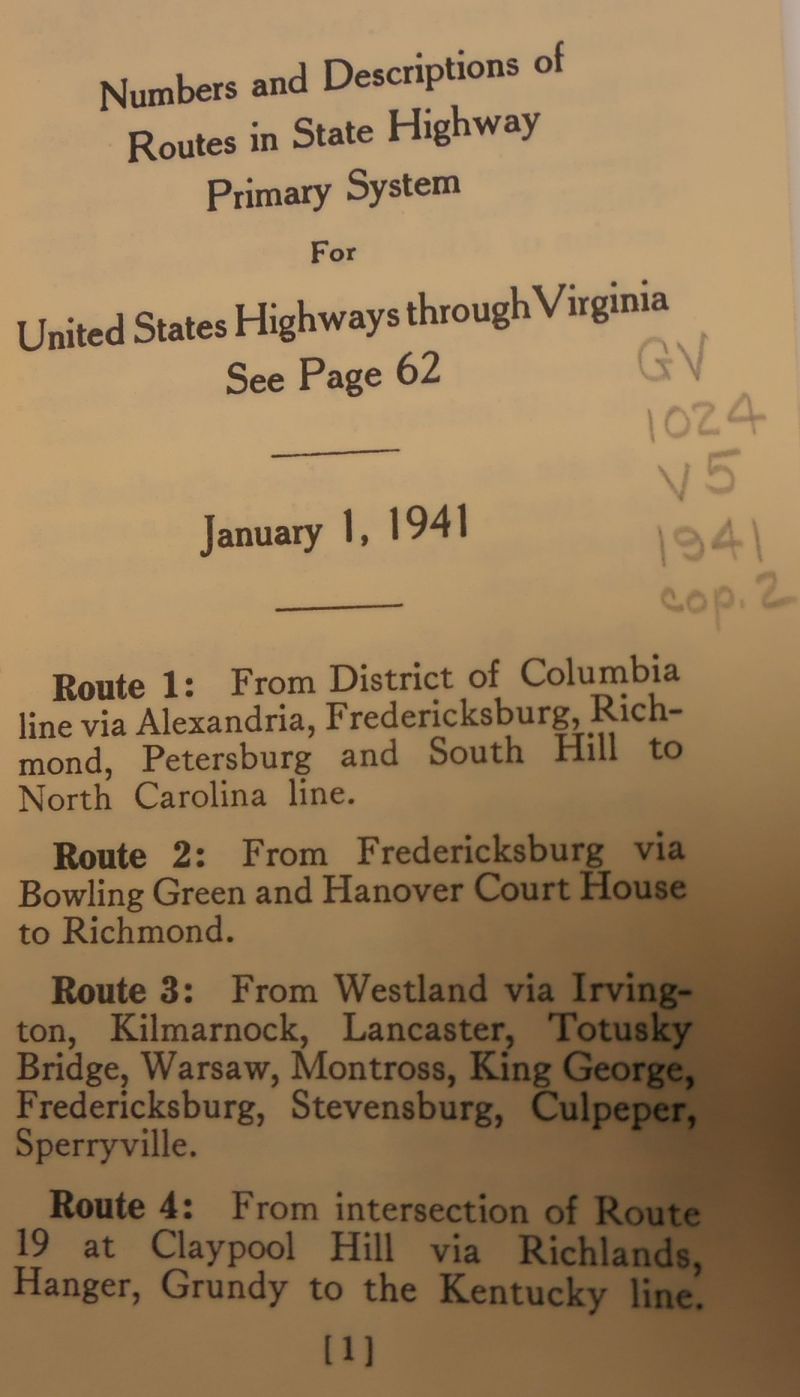 Numbers and Descriptions of
Routes in State Highway
Primary System
For
United States Highways through Virginia
See Page 62
GV
1024
V5
1941
cop. 2
January 1, 1941
Route 1: From District of Columbia
line via Alexandria, Fredericksburg, Rich-
mond, Petersburg and South Hill to
North Carolina line.
Route 2: From Fredericksburg via
Bowling Green and Hanover Court House
to Richmond.
Route 3: From Westland via Irving-
ton, Kilmarnock, Lancaster, Totusky
Bridge, Warsaw, Montross, King George,
Fredericksburg, Stevensburg, Culpeper,
Sperryville.
Route 4: From intersection of Route
19 at Claypool Hill via Richlands,
Hanger, Grundy to the Kentucky line.
[1]